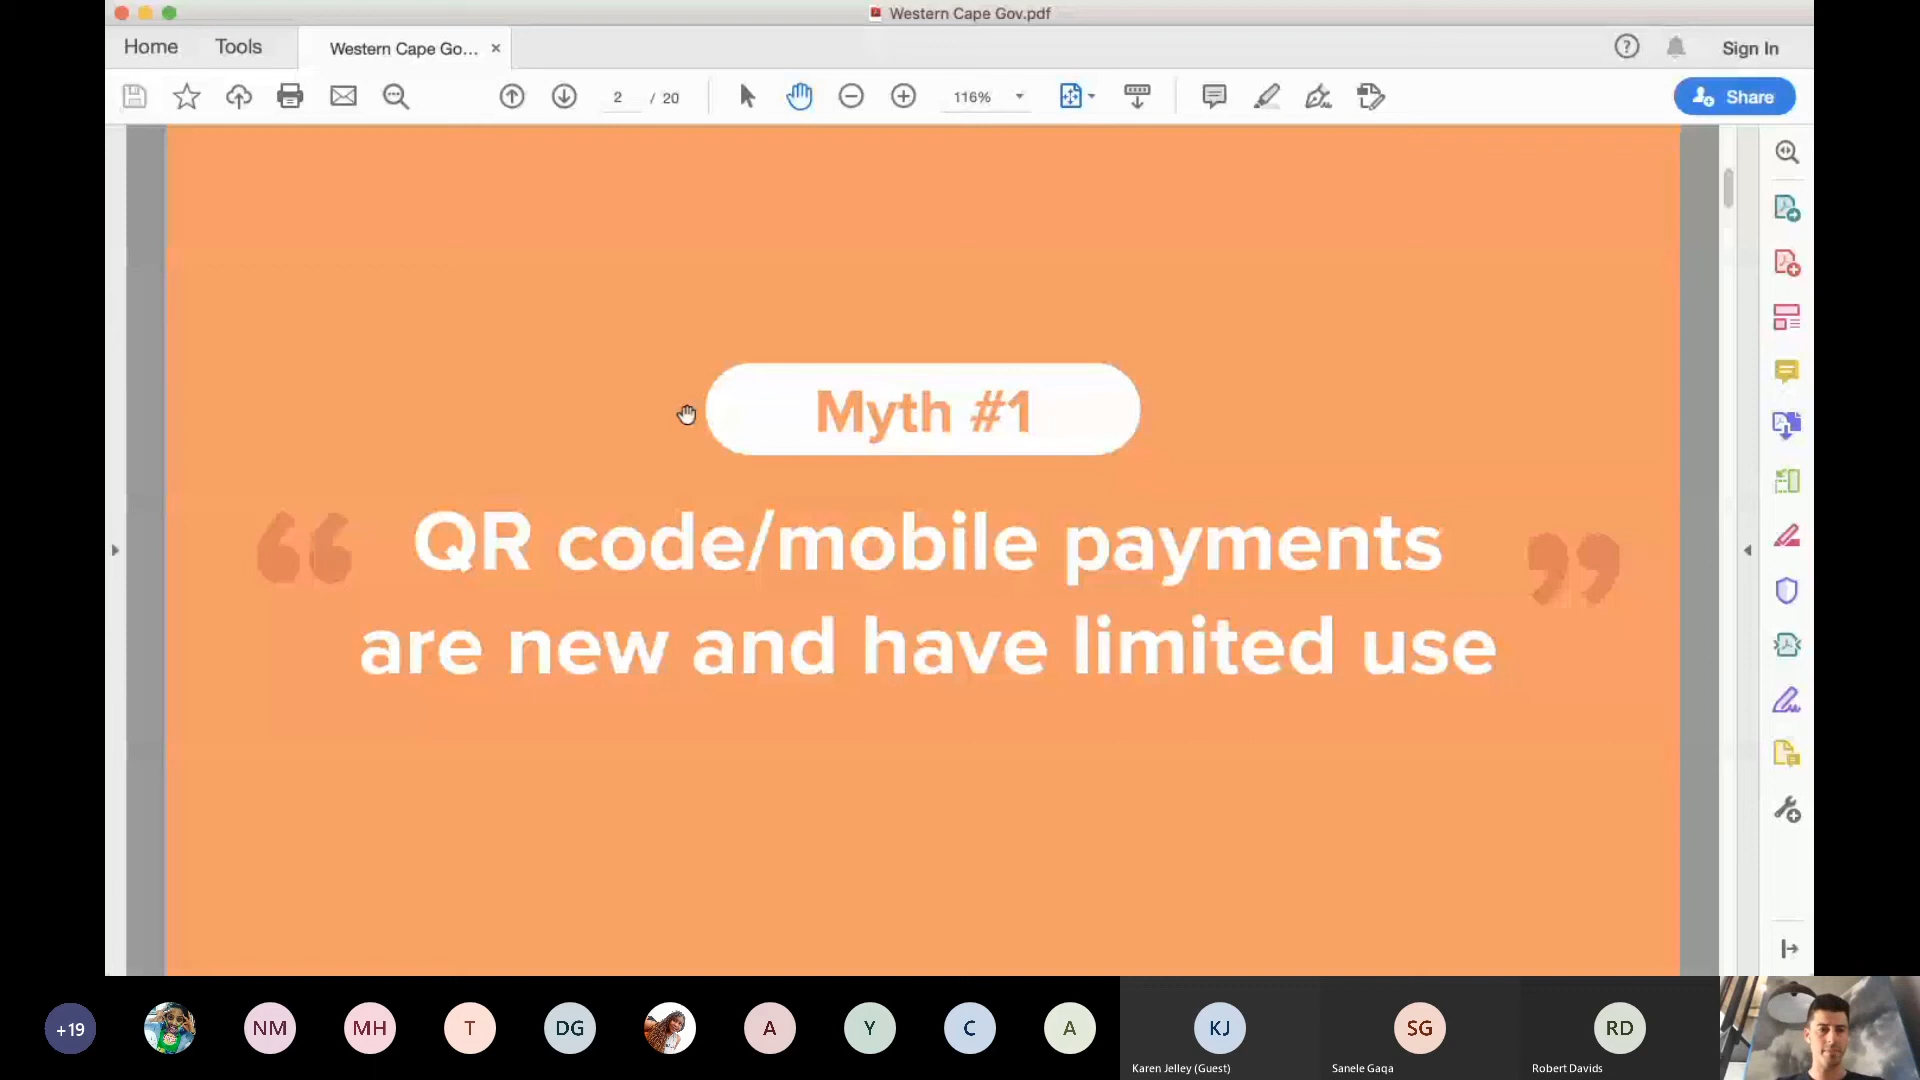 Western Cape Gov.pdf
Home
Tools
Western Cape Go... ×
Sign In
2 / 20
116%
Share
Myth #1
“ QR code/mobile payments
are new and have limited use ”
+19
NM
MH
T
DG
A
Y
C
A
KJ
Karen Jelley (Guest)
SG
Sanele Gaqa
RD
Robert Davids